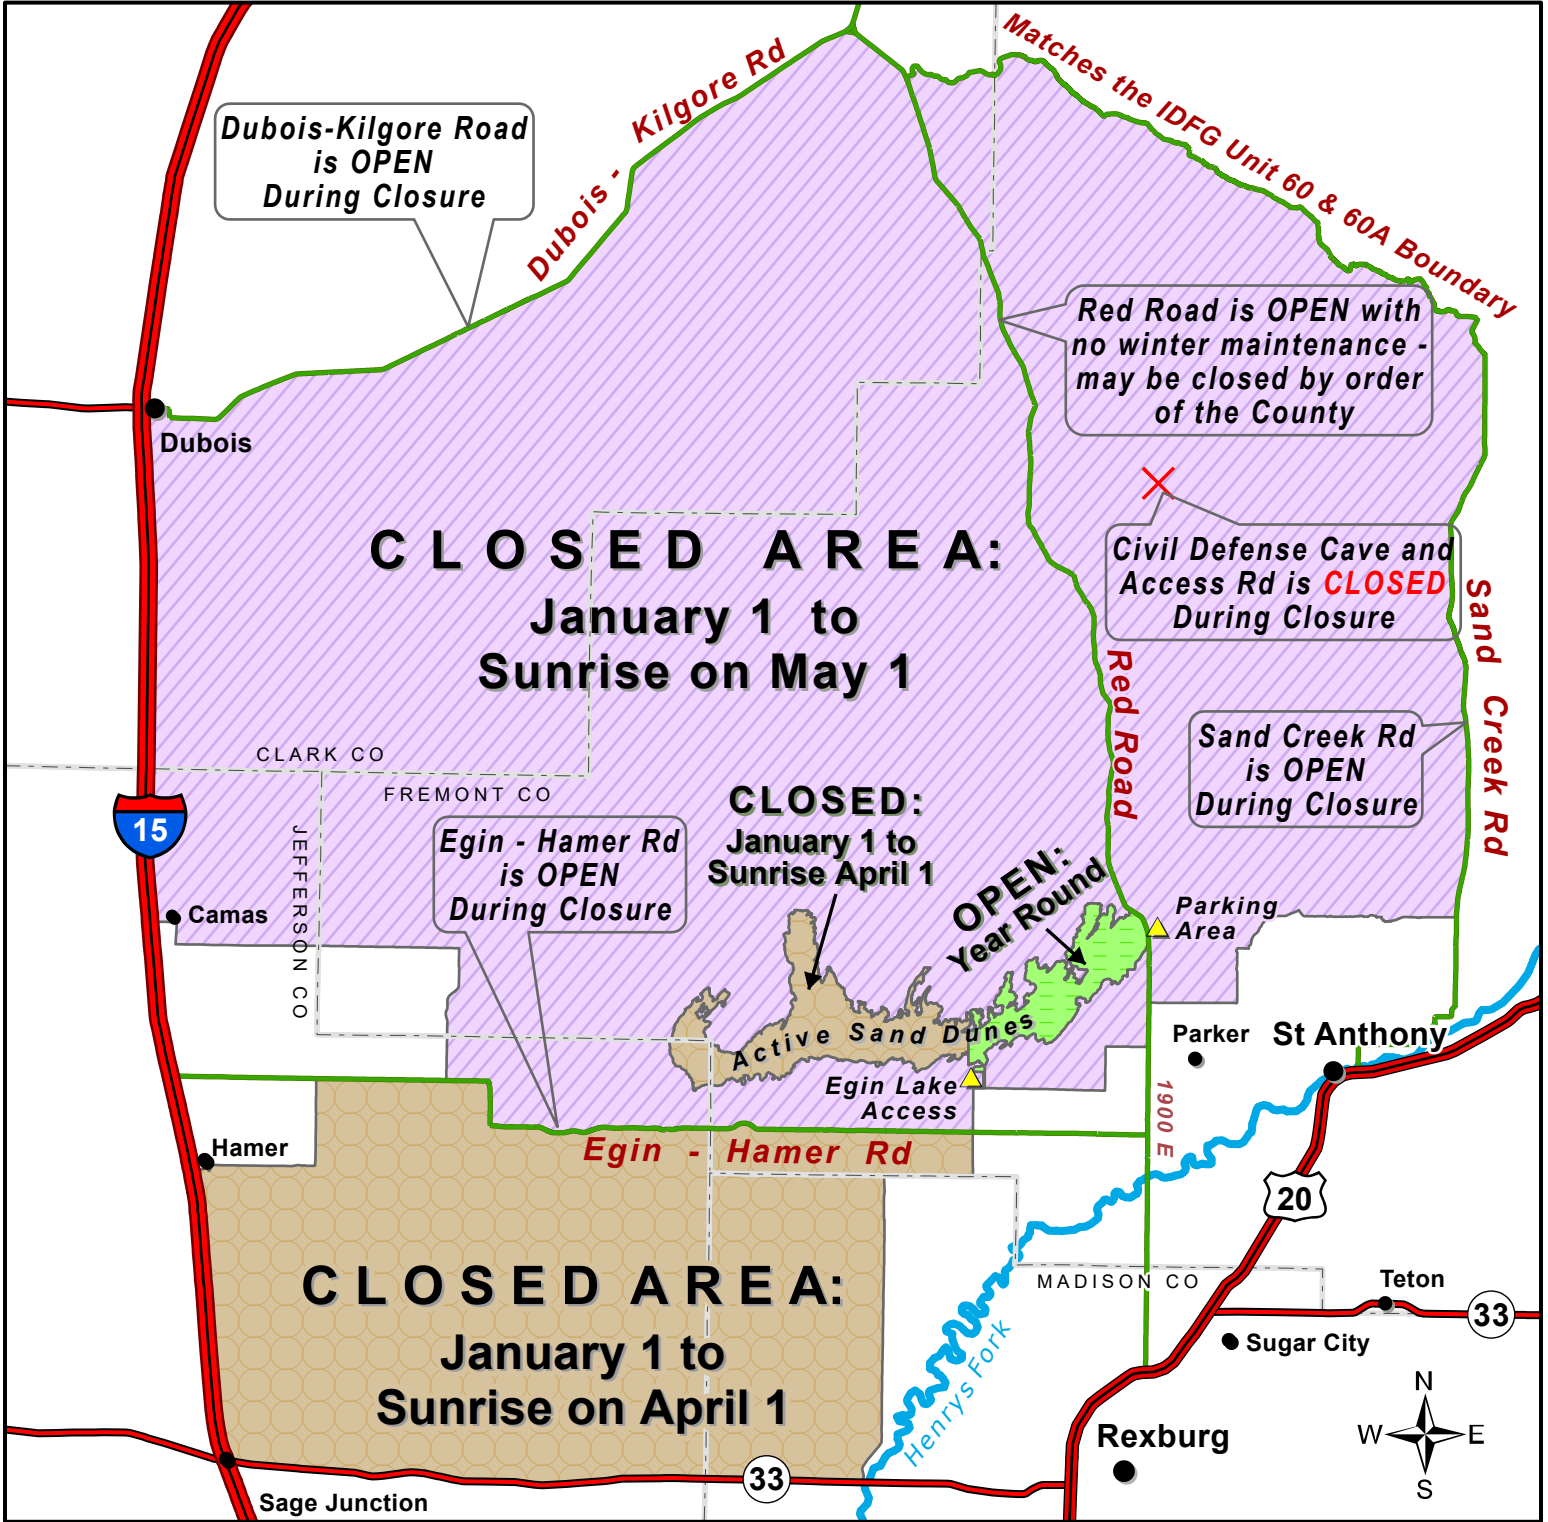 Matches the IDFG Unit 60 & 60A Boundary
Dubois - Kilgore Rd
Dubois-Kilgore Road
is OPEN
During Closure
Red Road is OPEN with
no winter maintenance -
may be closed by order
of the County
Dubois
CLOSED AREA:
January 1 to
Sunrise on May 1
Civil Defense Cave and
Access Rd is CLOSED
During Closure
Sand Creek Rd
Red Road
Sand Creek Rd
is OPEN
During Closure
CLARK CO
FREMONT CO
JEFFERSON CO
15
CLOSED:
January 1 to
Sunrise April 1
Egin - Hamer Rd
is OPEN
During Closure
OPEN:
Year Round
Parking
Area
Camas
Active Sand Dunes
Egin Lake
Access
Parker
St Anthony
1900 E
Hamer
Egin - Hamer Rd
20
CLOSED AREA:
January 1 to
Sunrise on April 1
MADISON CO
Teton
33
Sugar City
Henrys Fork
Rexburg
N
W
E
S
33
Sage Junction